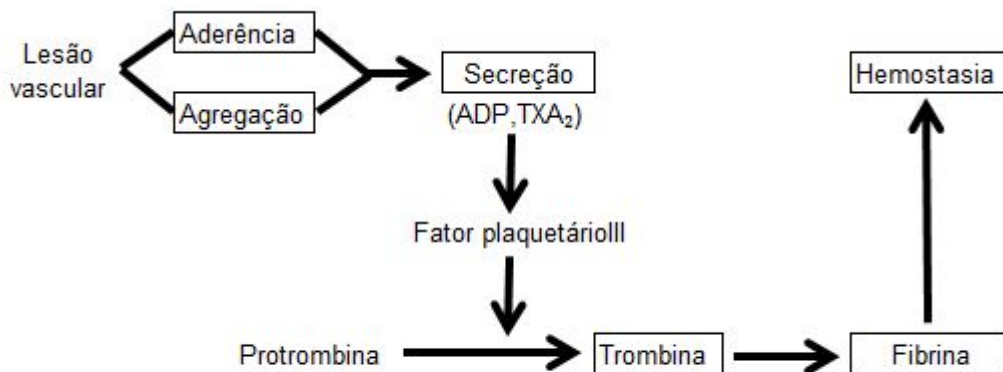 Lesão
vascular
Aderência
Agregação
Secreção
(ADP,TXA₂)
Hemostasia
Fator plaquetárioIII
Protrombina
Trombina
Fibrina